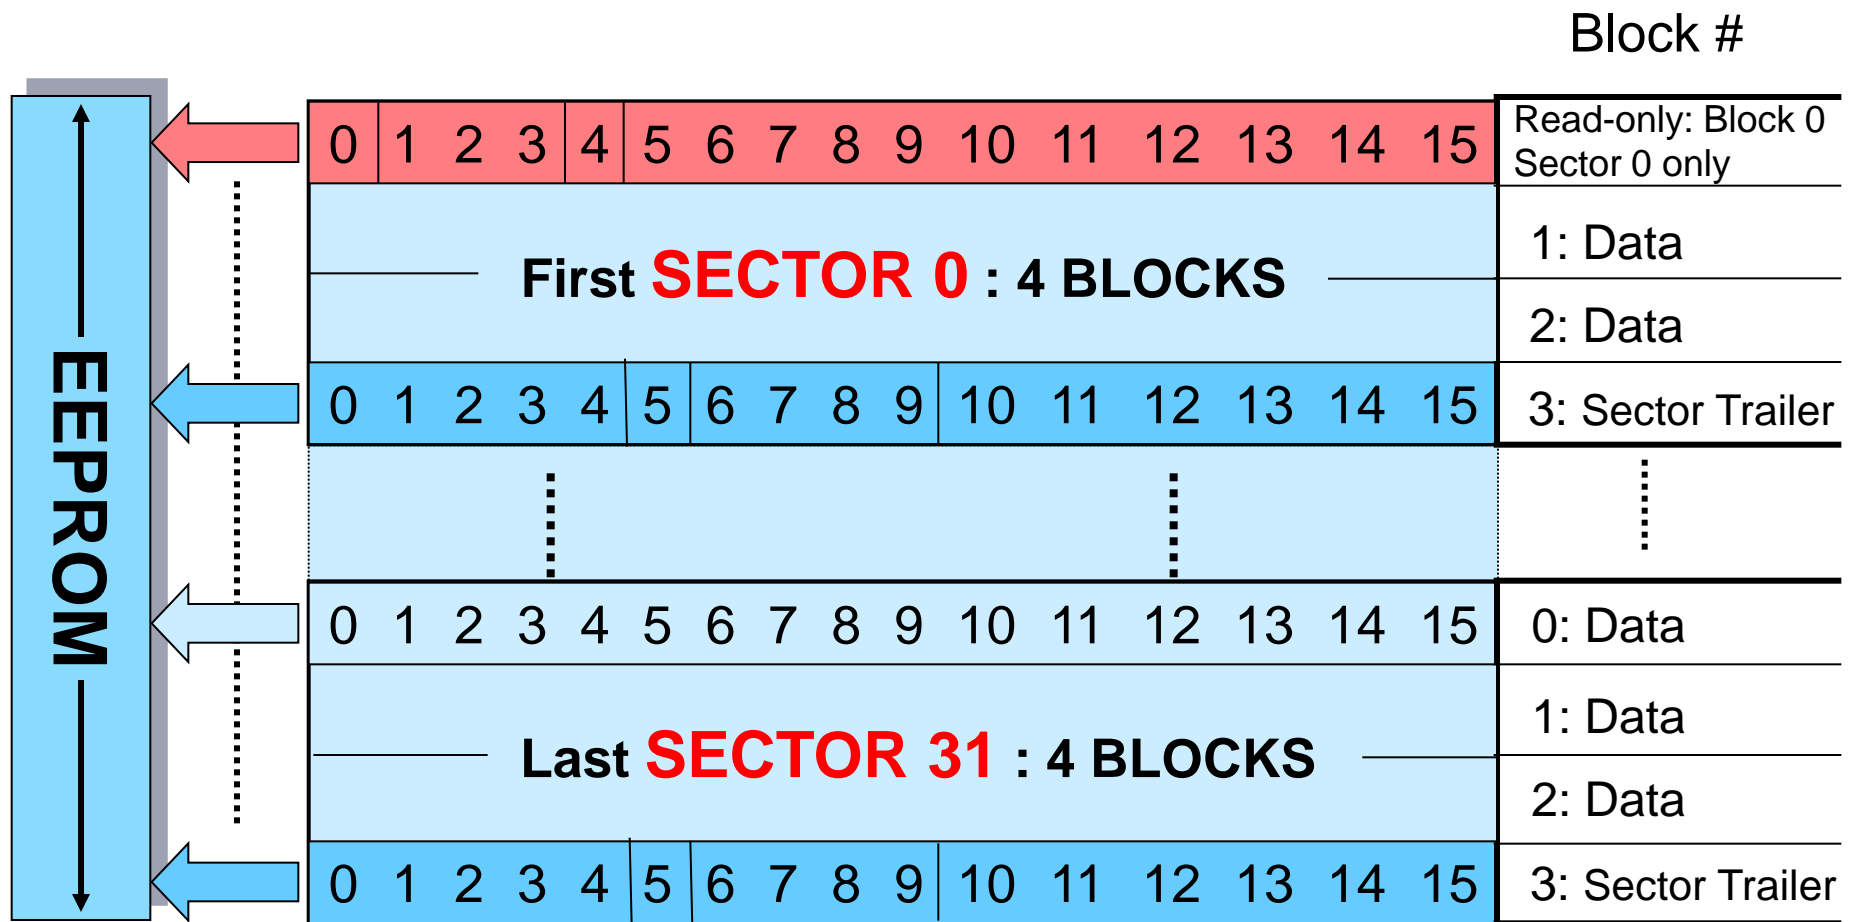 Block #
EEPROM
0 1 2 3 4 5 6 7 8 9 10 11 12 13 14 15
Read-only: Block 0
Sector 0 only
First SECTOR 0 : 4 BLOCKS
1: Data
2: Data
0 1 2 3 4 5 6 7 8 9 10 11 12 13 14 15
3: Sector Trailer
0 1 2 3 4 5 6 7 8 9 10 11 12 13 14 15
0: Data
Last SECTOR 31 : 4 BLOCKS
1: Data
2: Data
0 1 2 3 4 5 6 7 8 9 10 11 12 13 14 15
3: Sector Trailer